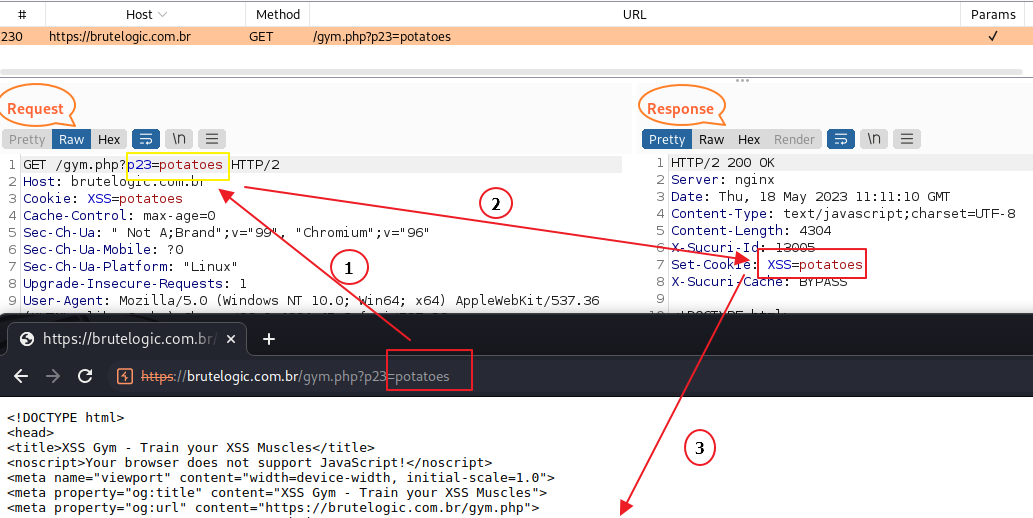 # Host Method URL Params
230 https://brutelogic.com.br GET /gym.php?p23=potatoes ✓
Request
Pretty Raw Hex \n
1 GET /gym.php?p23=potatoes HTTP/2
2 Host: brutelogic.com.br
3 Cookie: XSS=potatoes
4 Cache-Control: max-age=0
5 Sec-Ch-Ua: " Not A;Brand";v="99", "Chromium";v="96"
6 Sec-Ch-Ua-Mobile: ?0
7 Sec-Ch-Ua-Platform: "Linux"
8 Upgrade-Insecure-Requests: 1
9 User-Agent: Mozilla/5.0 (Windows NT 10.0; Win64; x64) AppleWebKit/537.36
Response
Pretty Raw Hex Render \n
1 HTTP/2 200 OK
2 Server: nginx
3 Date: Thu, 18 May 2023 11:11:10 GMT
4 Content-Type: text/javascript;charset=UTF-8
5 Content-Length: 4304
6 X-Sucuri-Id: 13005
7 Set-Cookie: XSS=potatoes
8 X-Sucuri-Cache: BYPASS
9
1
2
3
https://brutelogic.com.br/
https://brutelogic.com.br/gym.php?p23=potatoes
<!DOCTYPE html>
<head>
<title>XSS Gym - Train your XSS Muscles</title>
<noscript>Your browser does not support JavaScript!</noscript>
<meta name="viewport" content="width=device-width, initial-scale=1.0">
<meta property="og:title" content="XSS Gym - Train your XSS Muscles">
<meta property="og:url" content="https://brutelogic.com.br/gym.php">